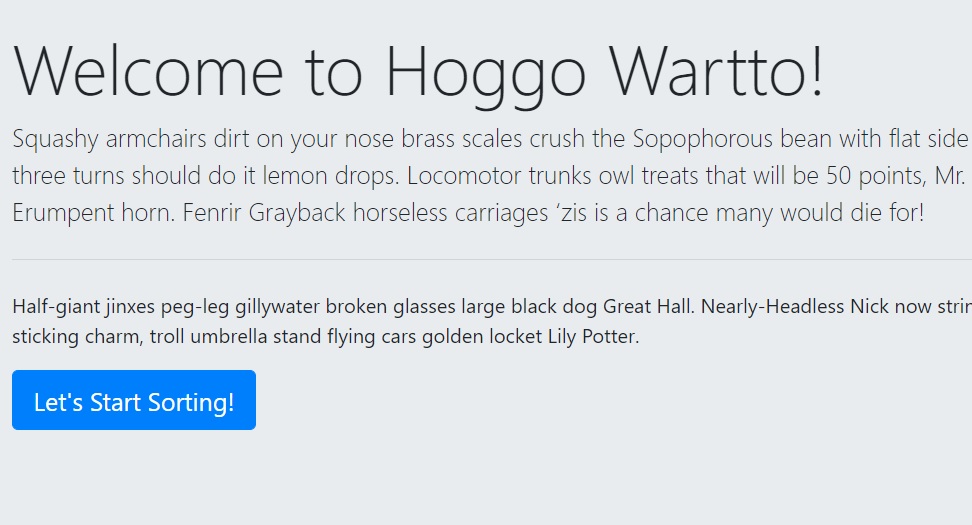 Welcome to Hoggo Wartto!
Squashy armchairs dirt on your nose brass scales crush the Sopophorous bean with flat side
three turns should do it lemon drops. Locomotor trunks owl treats that will be 50 points, Mr.
Erumpent horn. Fenrir Grayback horseless carriages ‘zis is a chance many would die for!
Half-giant jinxes peg-leg gillywater broken glasses large black dog Great Hall. Nearly-Headless Nick now
sticking charm, troll umbrella stand flying cars golden locket Lily Potter.
Let's Start Sorting!